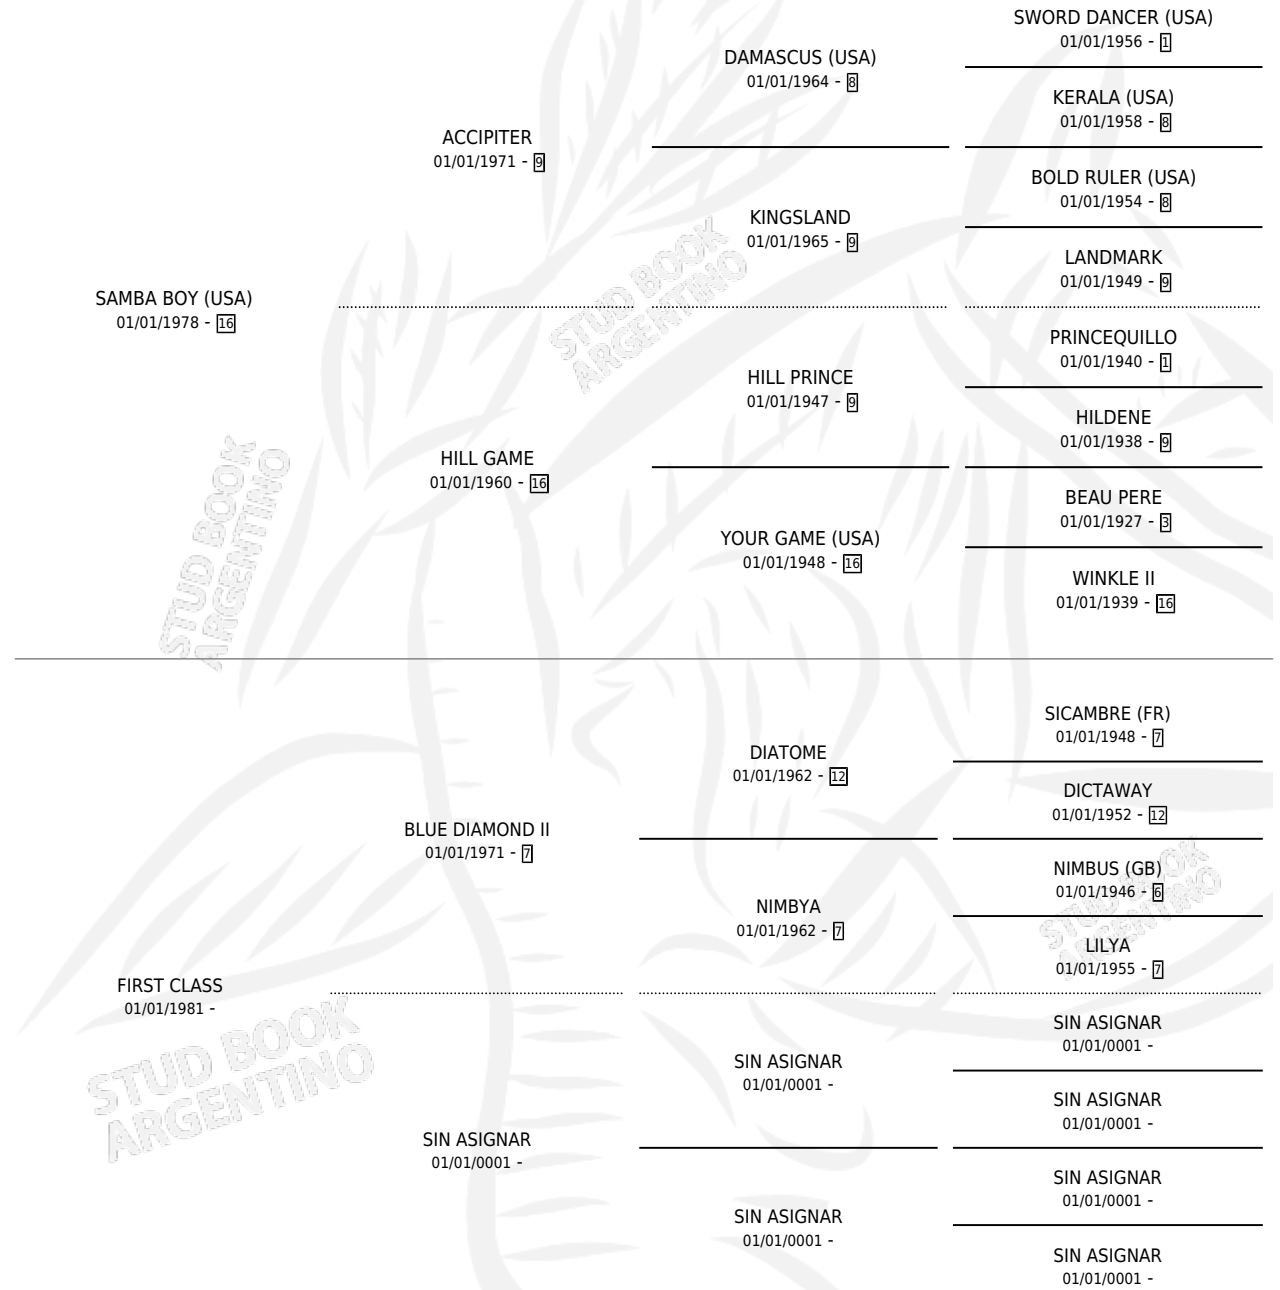 SWORD DANCER (USA)
01/01/1956 - 1
DAMASCUS (USA)
01/01/1964 - 8
KERALA (USA)
01/01/1958 - 8
ACCIPITER
01/01/1971 - 9
BOLD RULER (USA)
01/01/1954 - 8
KINGSLAND
01/01/1965 - 9
LANDMARK
01/01/1949 - 9
SAMBA BOY (USA)
01/01/1978 - 16
PRINCEQUILLO
01/01/1940 - 1
HILL PRINCE
01/01/1947 - 9
HILDENE
01/01/1938 - 9
HILL GAME
01/01/1960 - 16
BEAU PERE
01/01/1927 - 3
YOUR GAME (USA)
01/01/1948 - 16
WINKLE II
01/01/1939 - 16
SICAMBRE (FR)
01/01/1948 - 7
DIATOME
01/01/1962 - 12
DICTAWAY
01/01/1952 - 12
BLUE DIAMOND II
01/01/1971 - 7
NIMBUS (GB)
01/01/1946 - 6
NIMBYA
01/01/1962 - 7
LILYA
01/01/1955 - 7
FIRST CLASS
01/01/1981 -
SIN ASIGNAR
01/01/0001 -
SIN ASIGNAR
01/01/0001 -
SIN ASIGNAR
01/01/0001 -
SIN ASIGNAR
01/01/0001 -
SIN ASIGNAR
01/01/0001 -
SIN ASIGNAR
01/01/0001 -
SIN ASIGNAR
01/01/0001 -
STUD BOOK
ARGENTINO
STUD BOOK
ARGENTINO
STUD BOOK
ARGENTINO
STUD BOOK
ARGENTINO